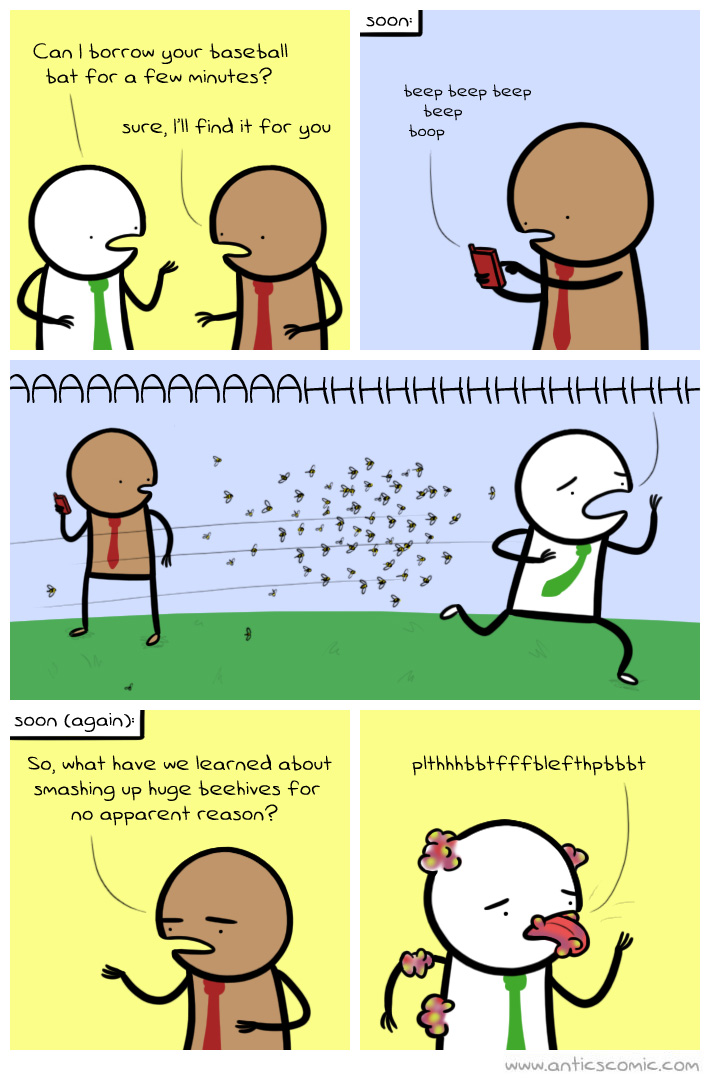 Can I borrow your baseball
bat for a few minutes?
sure, I'll find it for you
soon:
beep beep beep
beep
boop
AAAAAAAAAAAHHHHHHHHHHHHHHH
soon (again):
So, what have we learned about
smashing up huge beehives for
no apparent reason?
plthhhbbtfffblefthpbbbt
www.anticscomic.com